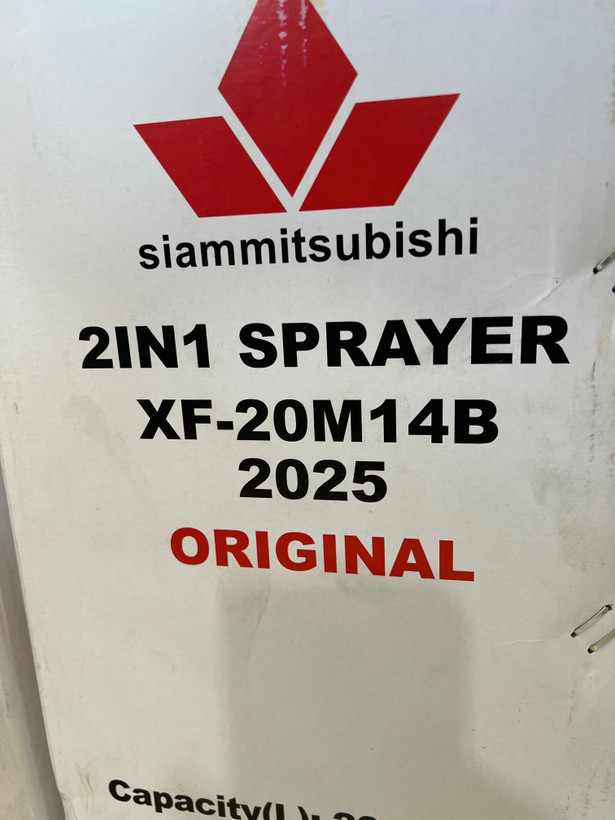 siammitsubishi
2IN1 SPRAYER
XF-20M14B
2025
ORIGINAL
Capacity(L):